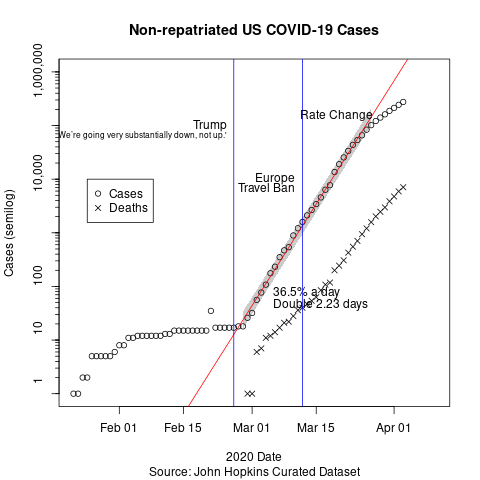 Non-repatriated US COVID-19 Cases
1,000,000
10,000
100
10
1
Cases (semilog)
Trump
'We're going very substantially down, not up.'
Rate Change
Europe
Travel Ban
Cases
Deaths
36.5% a day
Double 2.23 days
Feb 01
Feb 15
Mar 01
Mar 15
Apr 01
2020 Date
Source: John Hopkins Curated Dataset